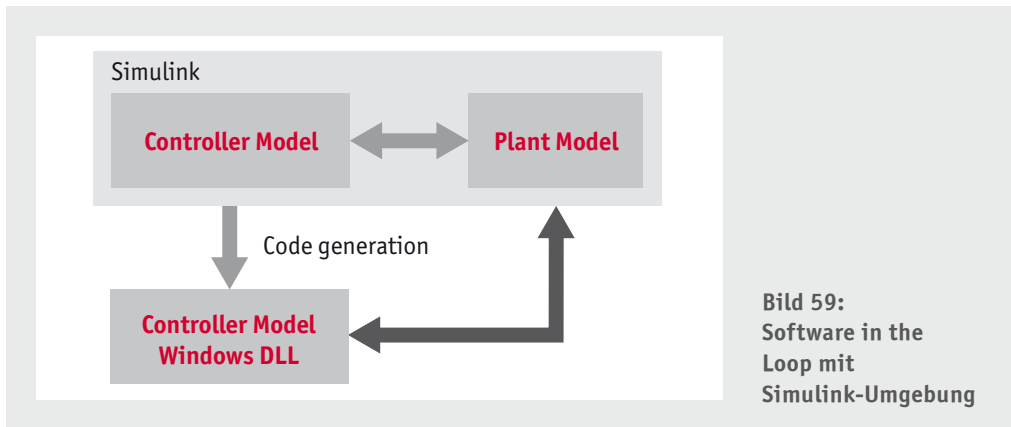 Simulink
Controller Model
Plant Model
Code generation
Controller Model
Windows DLL
Bild 59:
Software in the
Loop mit
Simulink-Umgebung